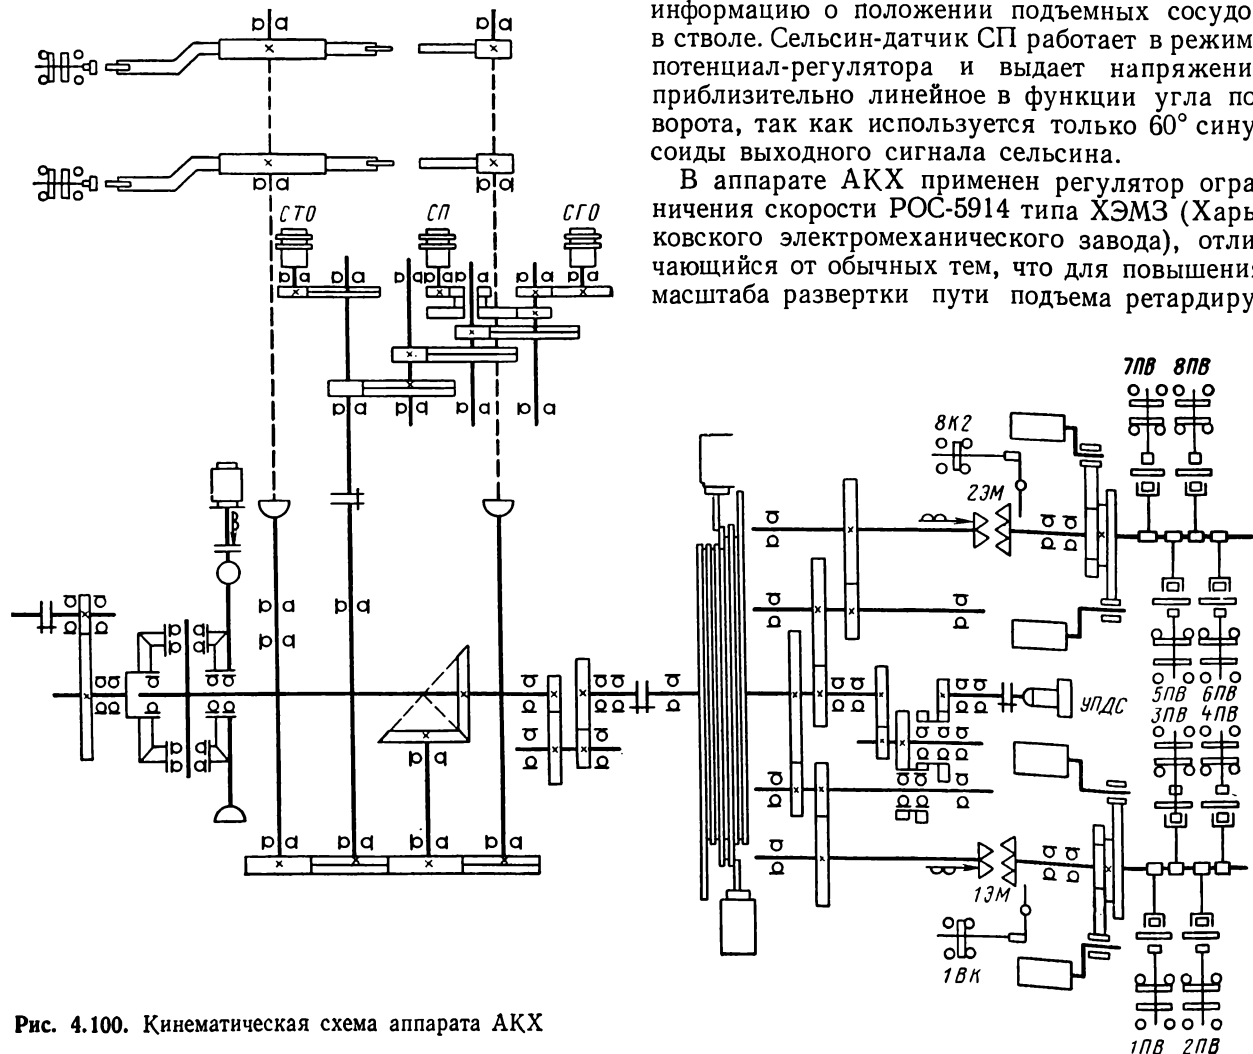 информацию о положении подъемных сосудо
в стволе. Сельсин-датчик СП работает в режим
потенциал-регулятора и выдает напряжени
приблизительно линейное в функции угла по
ворота, так как используется только 60° сину
соиды выходного сигнала сельсина.
В аппарате АКХ применен регулятор огра
ничения скорости РОС-5914 типа ХЭМЗ (Харь
ковского электромеханического завода), отли
чающийся от обычных тем, что для повышени
масштаба развертки пути подъема ретардиру
СТО СП СГО
7ПВ 8ПВ
8К2
2ЭМ
5ПВ 6ПВ
3ПВ 4ПВ
УПДС
1ЭМ
1ВК
1ПВ 2ПВ
Рис. 4.100. Кинематическая схема аппарата АКХ